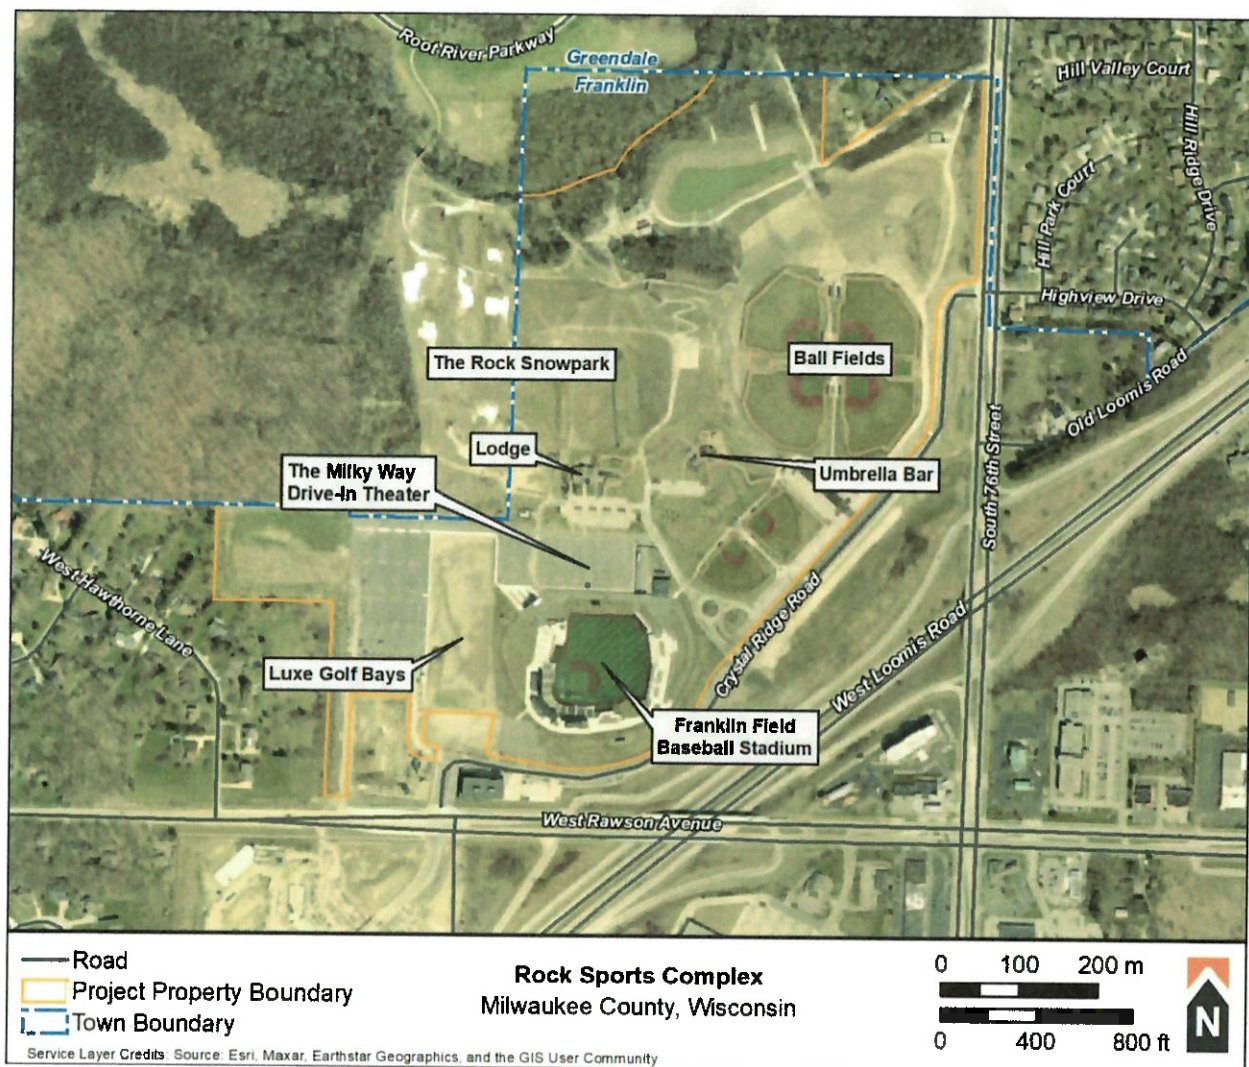 Root River Parkway
Greendale
Franklin
Hill Valley Court
Hill Ridge Drive
Hill Park Court
Highview Drive
The Rock Snowpark
Ball Fields
Old Loomis Road
South 76th Street
Lodge
The Milky Way
Drive-In Theater
Umbrella Bar
West Hawthorne Lane
Crystal Ridge Road
West Loomis Road
Luxe Golf Bays
Franklin Field
Baseball Stadium
West Rawson Avenue
Road
Project Property Boundary
Town Boundary
Service Layer Credits: Source: Esri, Maxar, Earthstar Geographics, and the GIS User Community
Rock Sports Complex
Milwaukee County, Wisconsin
0 100 200 m
0 400 800 ft
N